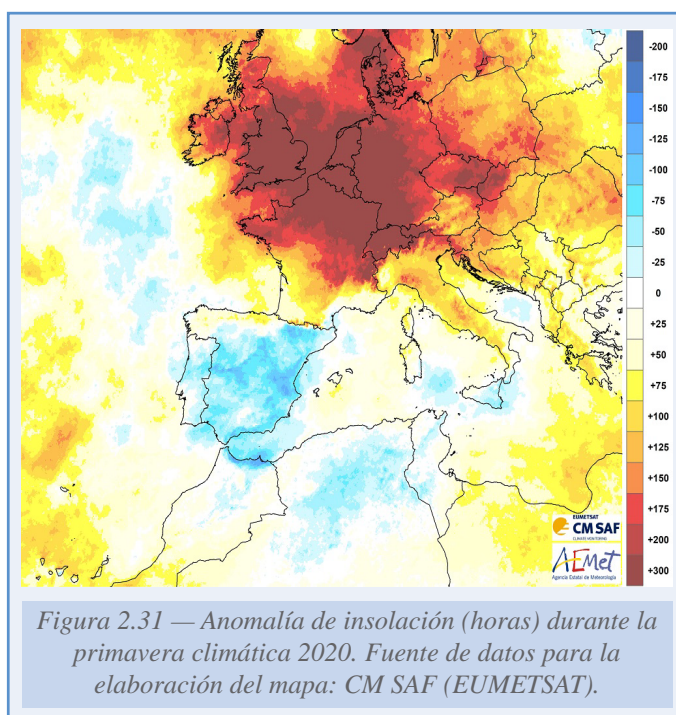 -200
-175
-150
-125
-100
-75
-50
-25
0
+25
+50
+75
+100
+150
+175
+200
+300
EUMETSAT
CM SAF
CLIMATE MONITORING
AEMet
Agencia Estatal de Meteorología
Figura 2.31 — Anomalía de insolación (horas) durante la
primavera climática 2020. Fuente de datos para la
elaboración del mapa: CM SAF (EUMETSAT).